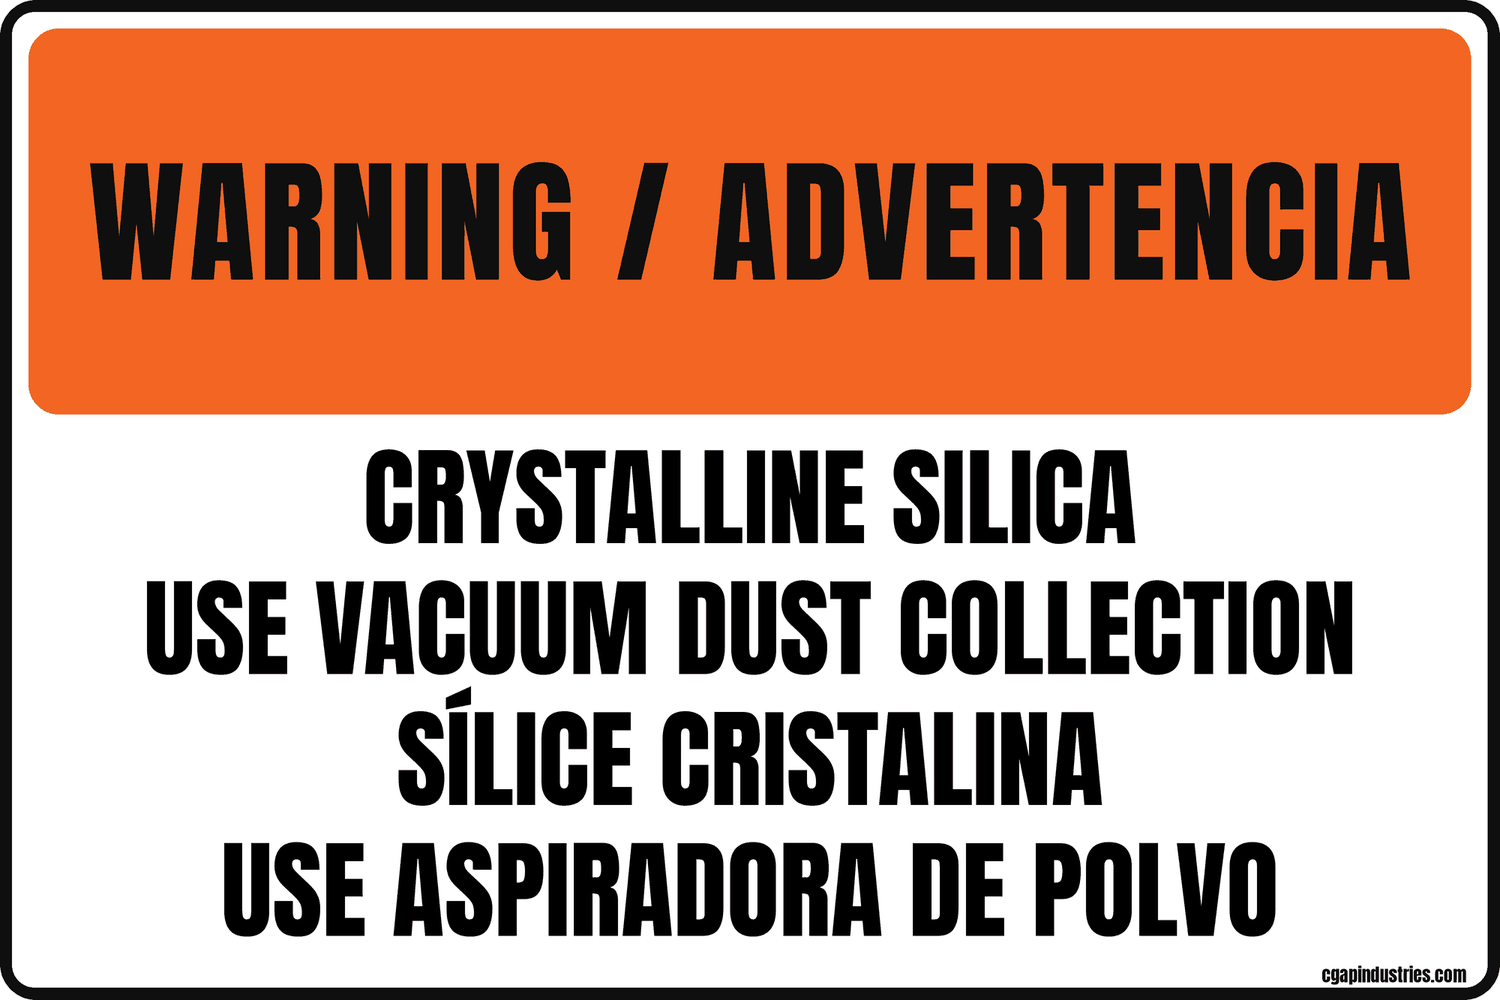 WARNING / ADVERTENCIA
CRYSTALLINE SILICA
USE VACUUM DUST COLLECTION
SÍLICE CRISTALINA
USE ASPIRADORA DE POLVO
cgapindustries.com